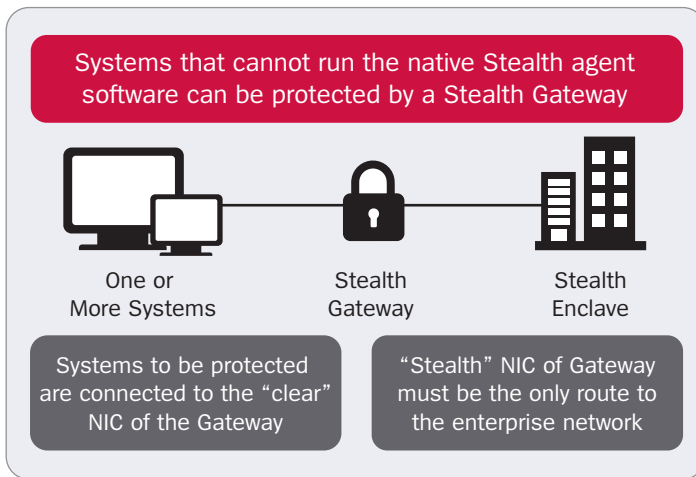 Systems that cannot run the native Stealth agent
software can be protected by a Stealth Gateway
One or
More Systems
Stealth
Gateway
Stealth
Enclave
Systems to be protected
are connected to the “clear”
NIC of the Gateway
“Stealth” NIC of Gateway
must be the only route to
the enterprise network